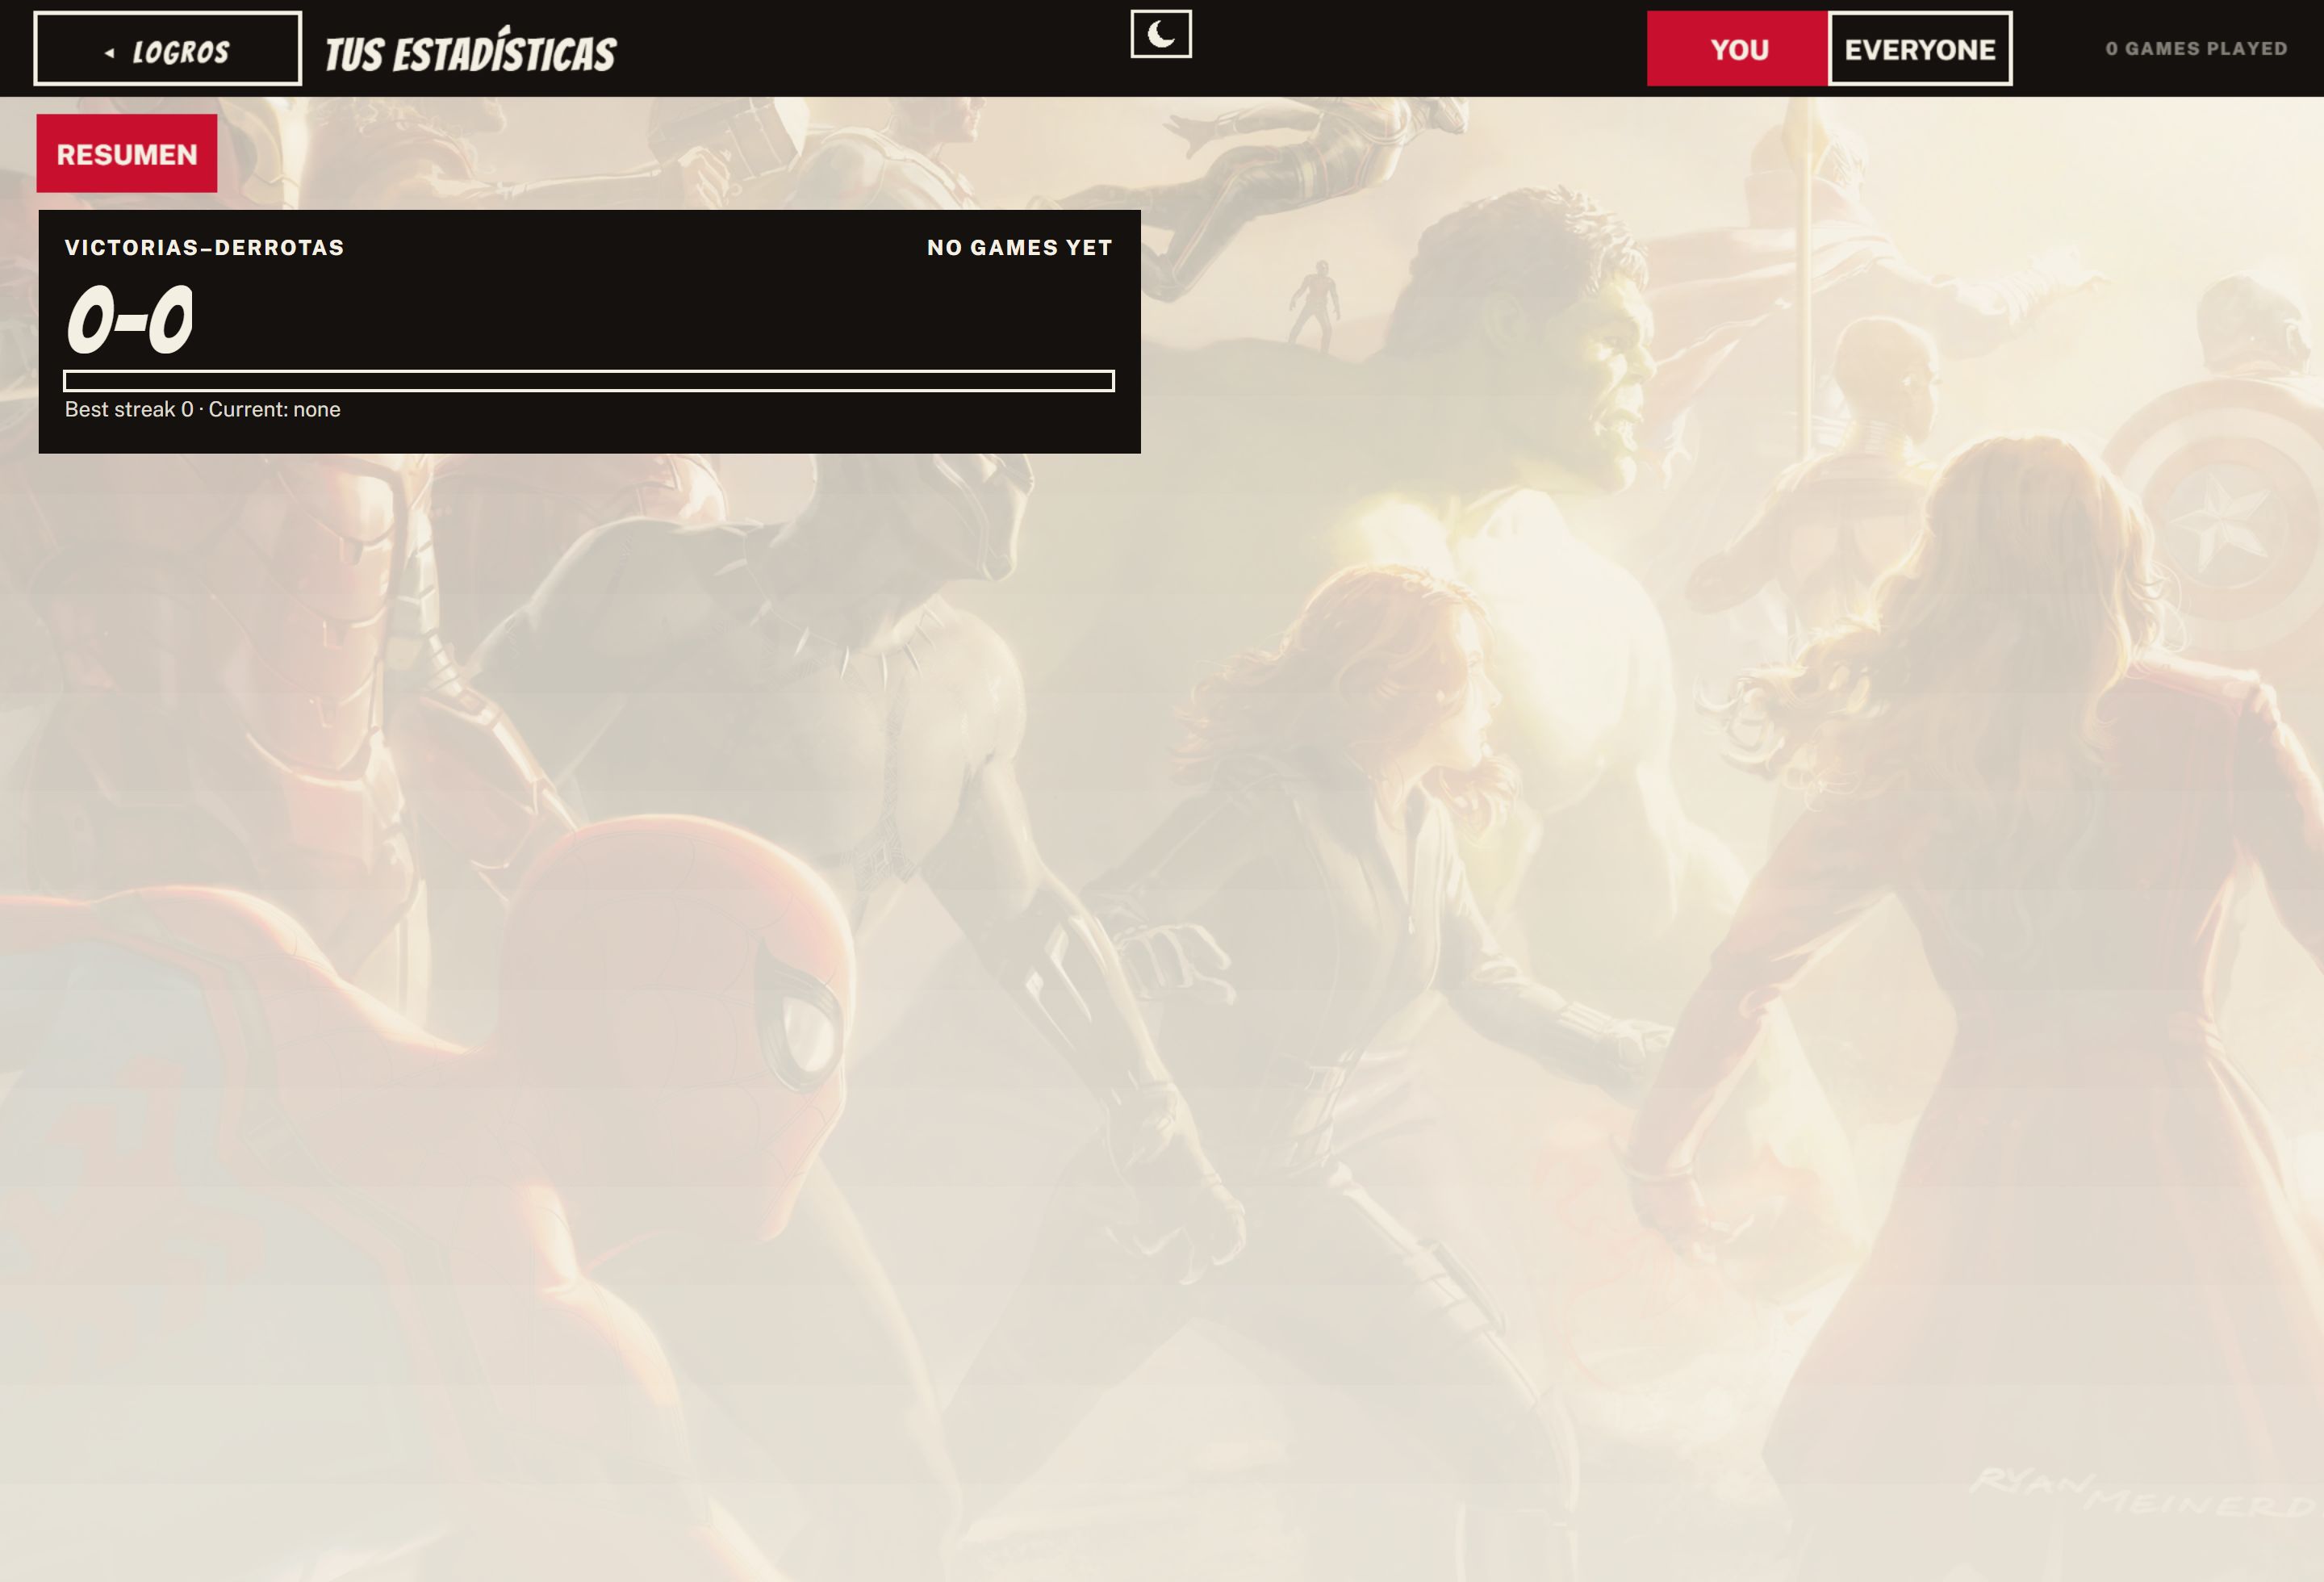 ◂ LOGROS
TUS ESTADÍSTICAS
YOU
EVERYONE
0 GAMES PLAYED
RESUMEN
VICTORIAS–DERROTAS
NO GAMES YET
0–0
Best streak 0 · Current: none
RYAN MEINERD